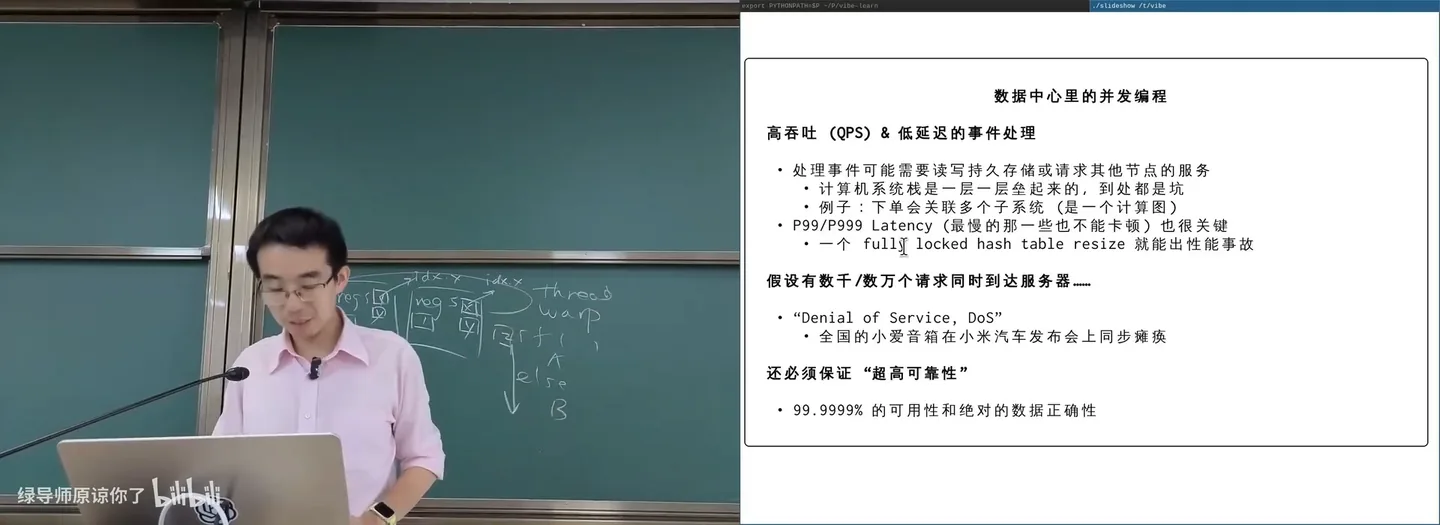 export PYTHONPATH=$P ~/P/vibe-learn
./slideshow /t/vibe
数据中心里的并发编程
高吞吐 (QPS) & 低延迟的事件处理
• 处理事件可能需要读写持久存储或请求其他节点的服务
• 计算机系统栈是一层一层垒起来的，到处都是坑
• 例子：下单会关联多个子系统 (是一个计算图)
• P99/P999 Latency (最慢的那一些也不能卡顿) 也很关键
• 一个 fully locked hash table resize 就能出性能事故
假设有数千/数万个请求同时到达服务器……
• “Denial of Service, DoS”
• 全国的小爱音箱在小米汽车发布会上同步瘫痪
还必须保证 “超高可靠性”
• 99.9999% 的可用性和绝对的数据正确性
idx.x
idx.x
regs
regs
threads
warp
if
A
else
B
绿导师原谅你了
bilibili